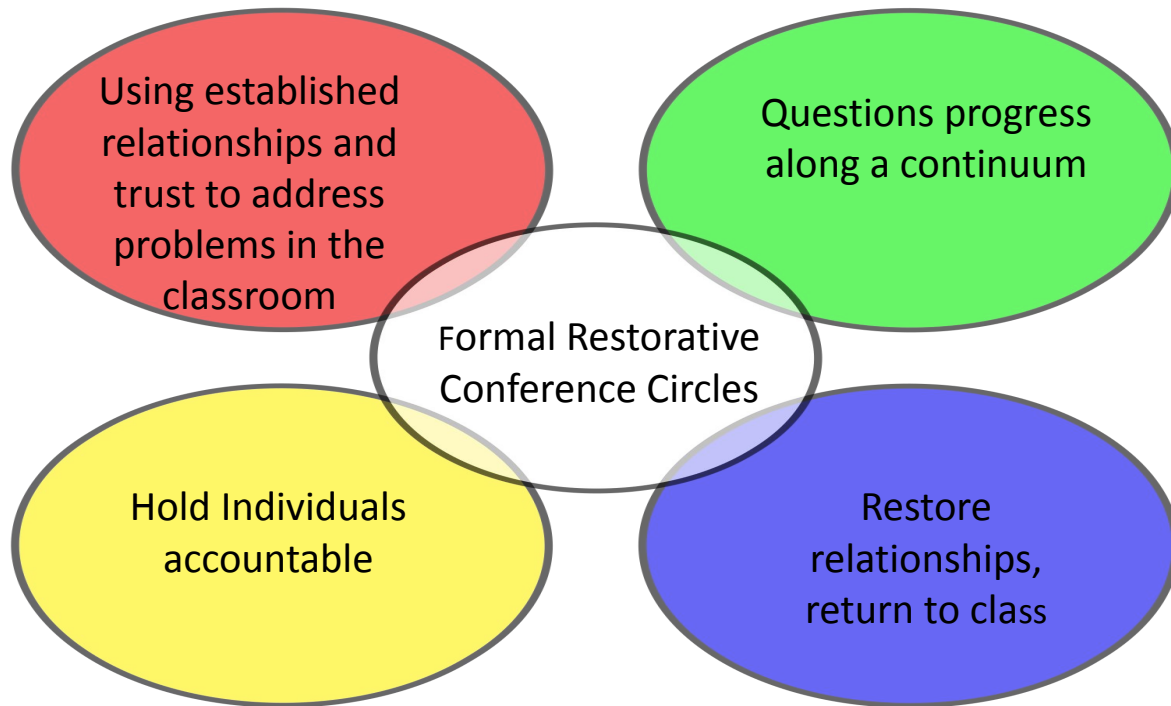 Using established
relationships and
trust to address
problems in the
classroom
Questions progress
along a continuum
Formal Restorative
Conference Circles
Hold Individuals
accountable
Restore
relationships,
return to class